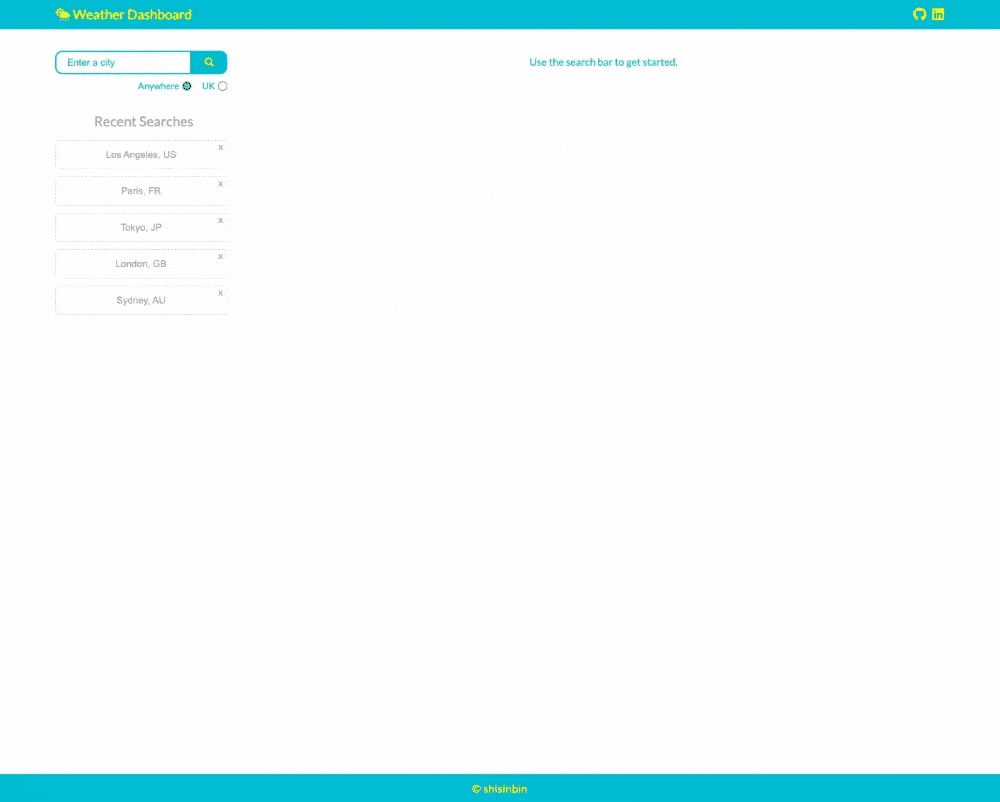 Weather Dashboard
Enter a city
Anywhere UK
Use the search bar to get started.
Recent Searches
Los Angeles, US x
Paris, FR x
Tokyo, JP x
London, GB x
Sydney, AU x
© shisinbin